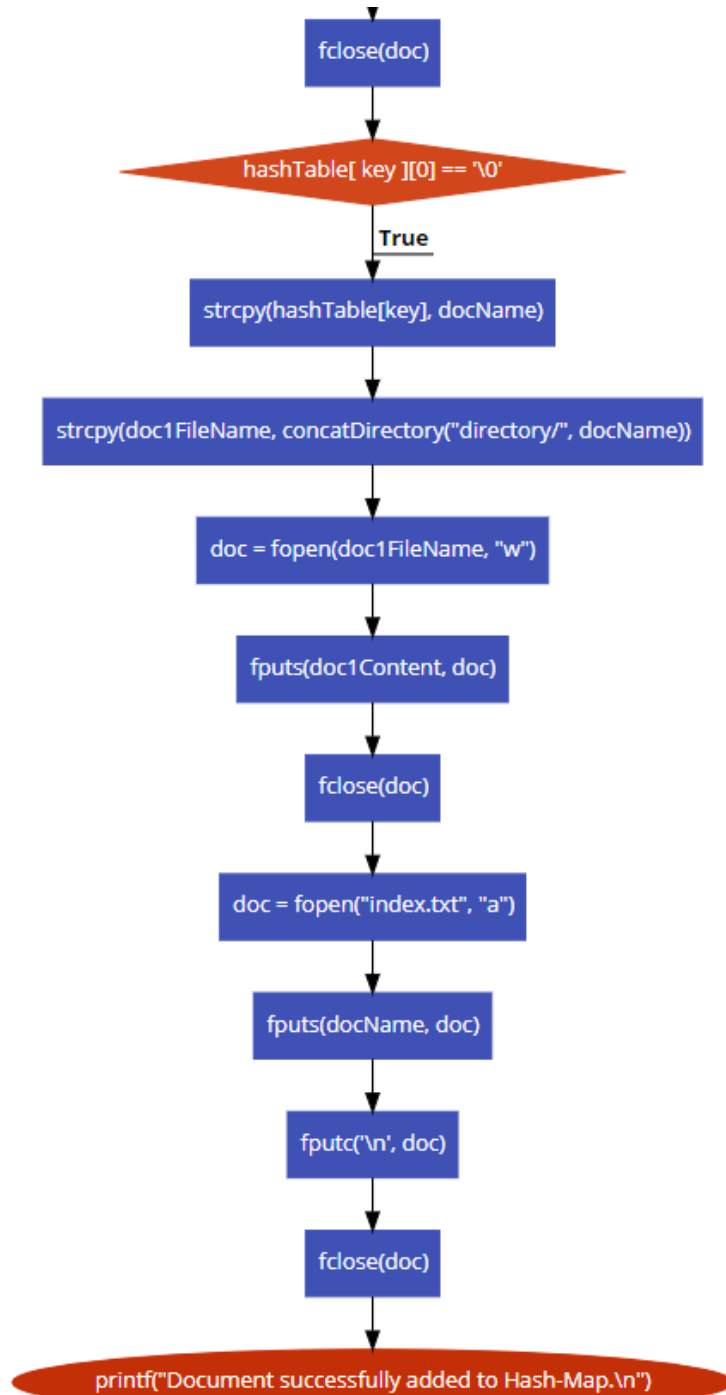 fclose(doc)
hashTable[ key ][0] == '\0'
True
strcpy(hashTable[key], docName)
strcpy(doc1FileName, concatDirectory("directory/", docName))
doc = fopen(doc1FileName, "w")
fputs(doc1Content, doc)
fclose(doc)
doc = fopen("index.txt", "a")
fputs(docName, doc)
fputc('\n', doc)
fclose(doc)
printf("Document successfully added to Hash-Map.\n")